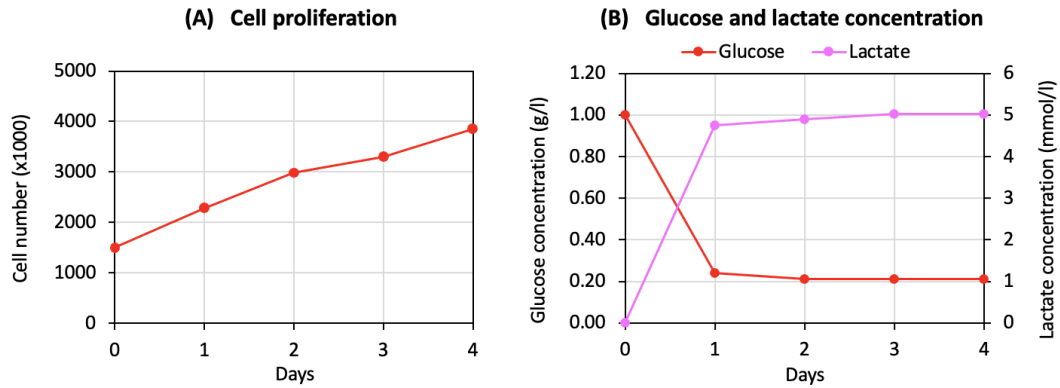 (A) Cell proliferation
5000
4000
3000
2000
1000
0
Cell number (x1000)
0 1 2 3 4
Days
(B) Glucose and lactate concentration
Glucose Lactate
1.20
1.00
0.80
0.60
0.40
0.20
0.00
Glucose concentration (g/l)
6
5
4
3
2
1
0
Lactate concentration (mmol/l)
0 1 2 3 4
Days